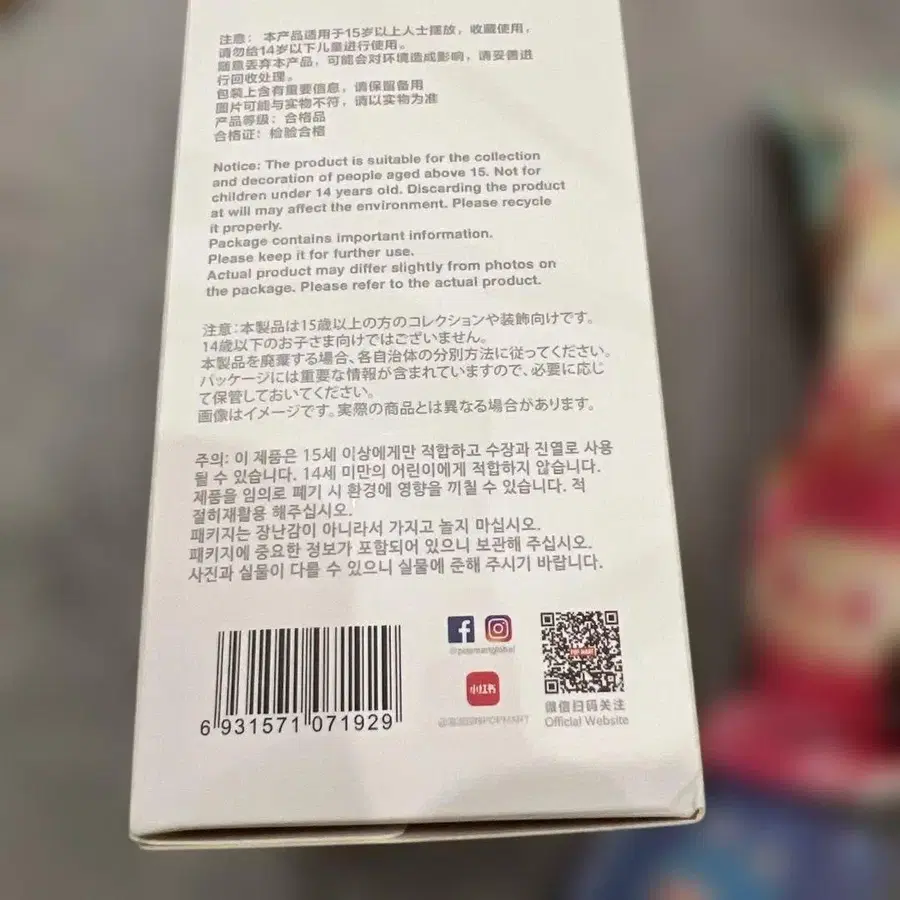 注意： 本产品适用于15岁以上人士摆放，收藏使用，
请勿给14岁以下儿童进行使用。
随意丢弃本产品，可能会对环境造成影响，请妥善进
行回收处理。
包装上含有重要信息，请保留备用
图片可能与实物不符，请以实物为准
产品等级：合格品
合格证：检验合格
Notice: The product is suitable for the collection
and decoration of people aged above 15. Not for
children under 14 years old. Discarding the product
at will may affect the environment. Please recycle
it properly.
Package contains important information.
Please keep it for further use.
Actual product may differ slightly from photos on
the package. Please refer to the actual product.
注意：本製品は15歳以上の方のコレクションや装飾向けです。
14歳以下のお子さま向けではございません。
本製品を廃棄する場合、各自治体の分別方法に従ってください。
パッケージには重要な情報が含まれていますので、必要に応じ
て保管しておいてください。
画像はイメージです。実際の商品とは異なる場合があります。
주의: 이 제품은 15세 이상에게만 적합하고 수장과 진열로 사용
될 수 있습니다. 14세 미만의 어린이에게 적합하지 않습니다.
제품을 임의로 폐기 시 환경에 영향을 끼칠 수 있습니다. 적
절히재활용 해주십시오.
패키지는 장난감이 아니라서 가지고 놀지 마십시오.
패키지에 중요한 정보가 포함되어 있으니 보관해 주십시오.
사진과 실물이 다를 수 있으니 실물에 준해 주시기 바랍니다.
@popmartglobal
小红书
POP MART
微信扫码关注
Official Website
6 931571 071929